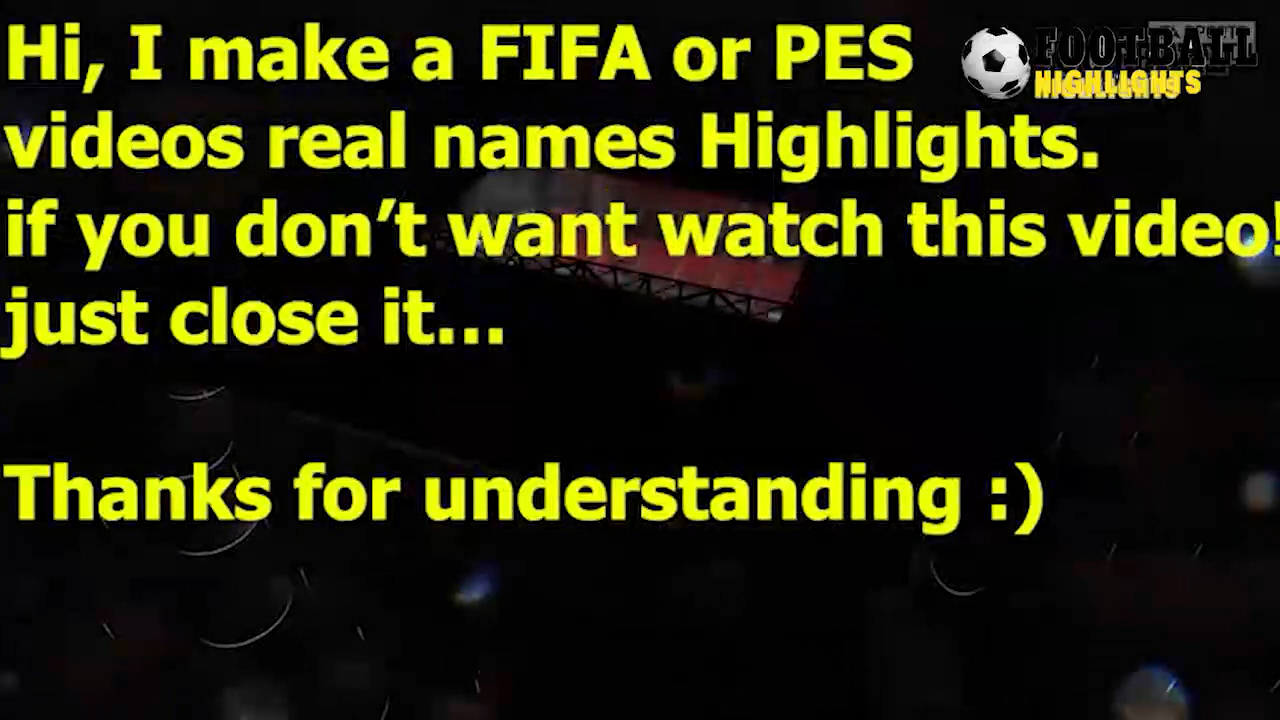 Hi, I make a FIFA or PES
videos real names Highlights.
if you don’t want watch this video!
just close it...
Thanks for understanding :)
FOOTBALL
HIGHLIGHTS